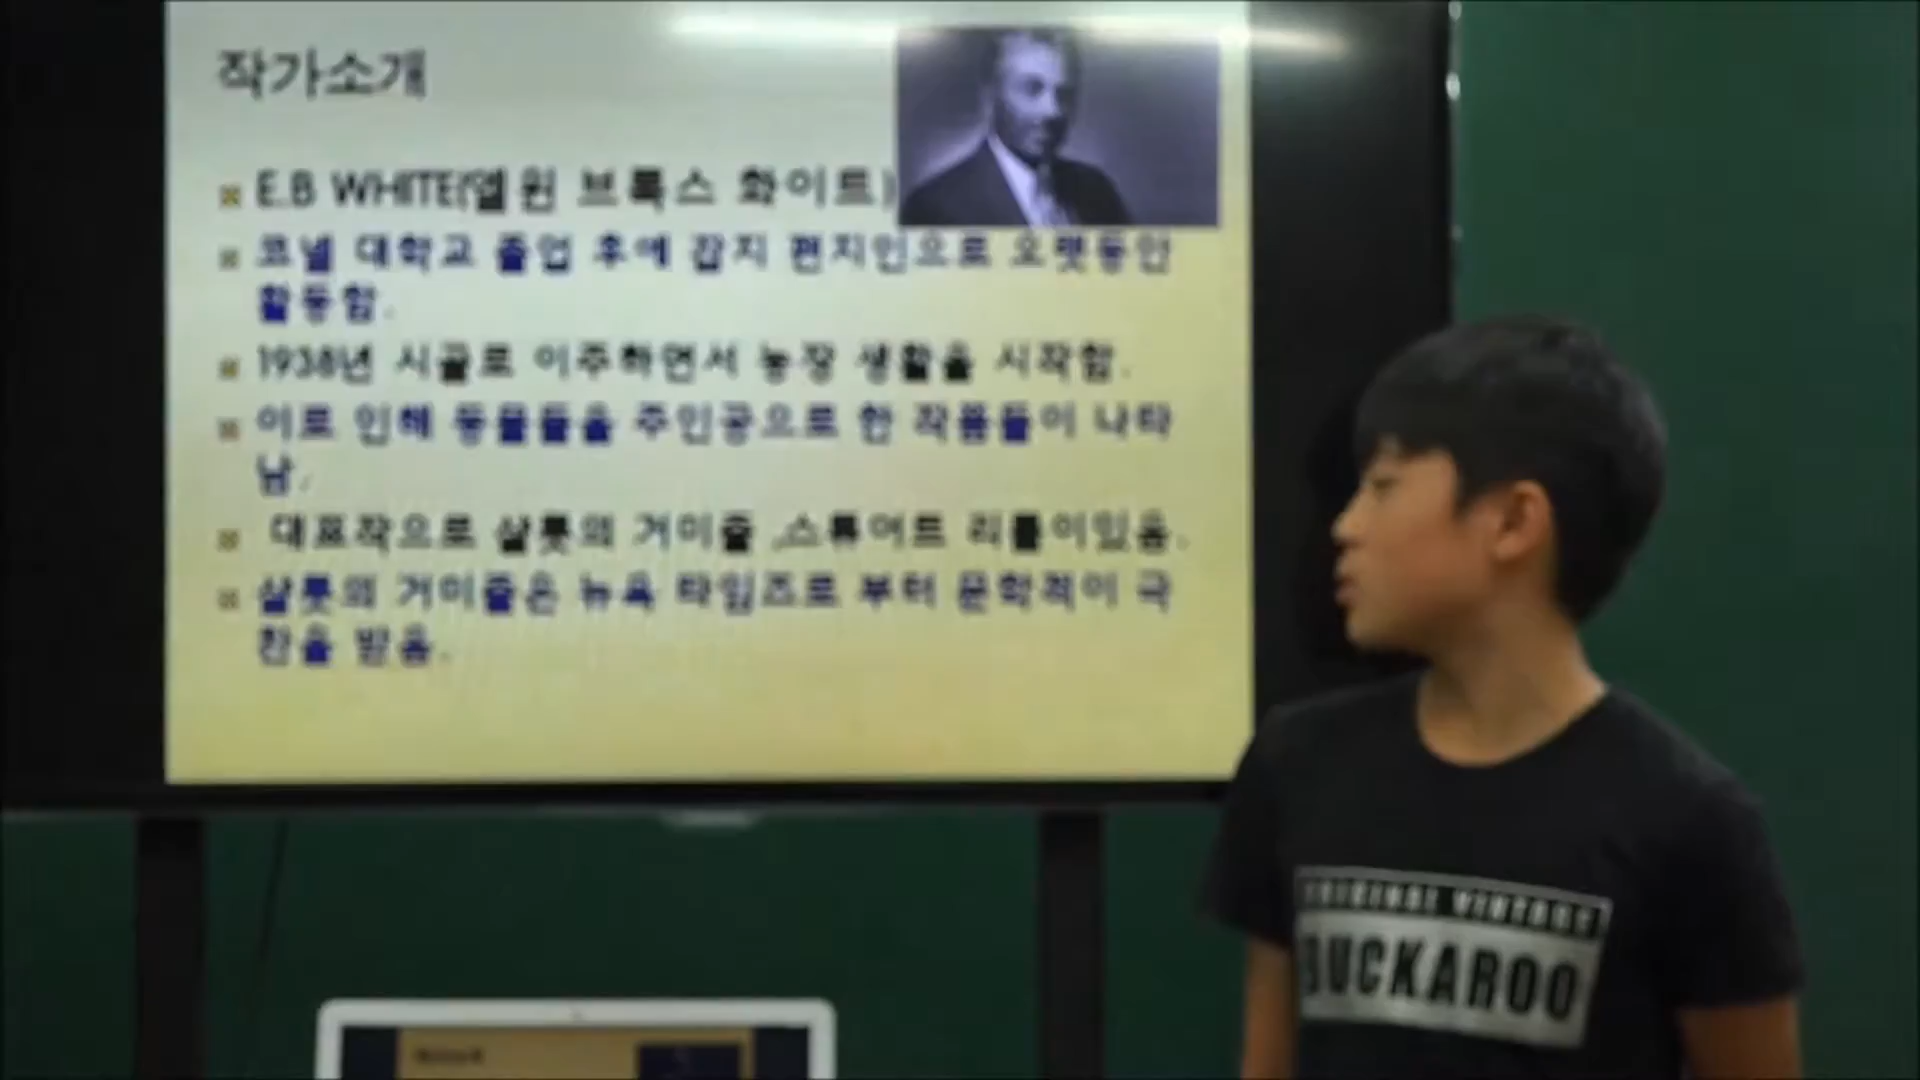 작가소개
E.B WHITE(엘윈 브룩스 화이트)
코넬 대학교 졸업 후에 잡지 편지인으로 오랫동안
활동함.
1938년 시골로 이주하면서 농장 생활을 시작함.
이로 인해 동물들을 주인공으로 한 작품들이 나타
남.
대표작으로 샬롯의 거미줄 ,스튜어트 리틀이있음.
샬롯의 거미줄은 뉴욕 타임즈로 부터 문학적이 극
찬을 받음.
ORIGINAL VINTAGE
BUCKAROO